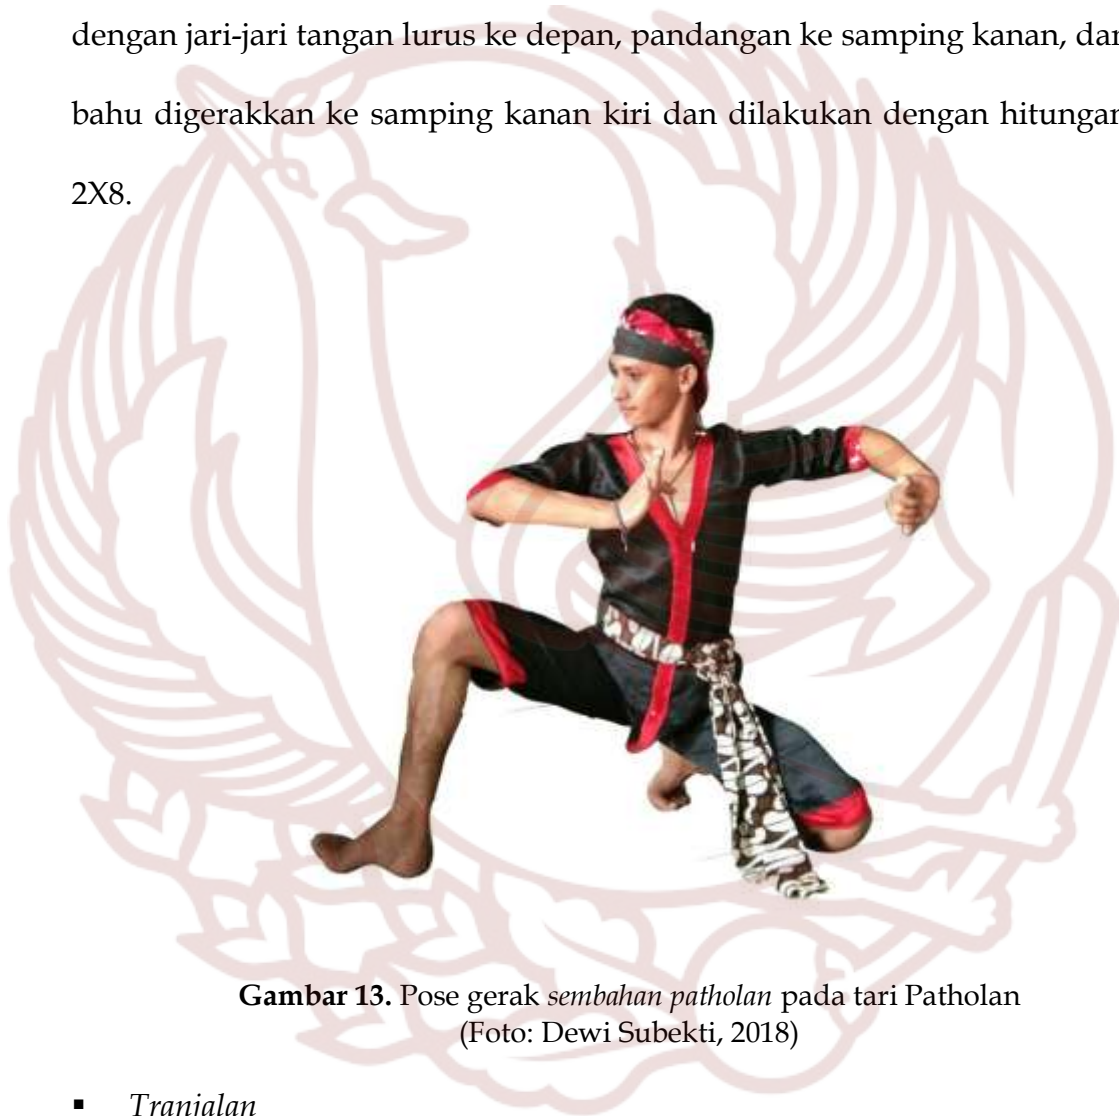 dengan jari-jari tangan lurus ke depan, pandangan ke samping kanan, dan
bahu digerakkan ke samping kanan kiri dan dilakukan dengan hitungan
2X8.
Gambar 13. Pose gerak sembahan patholan pada tari Patholan
(Foto: Dewi Subekti, 2018)
▪ Tranjalan